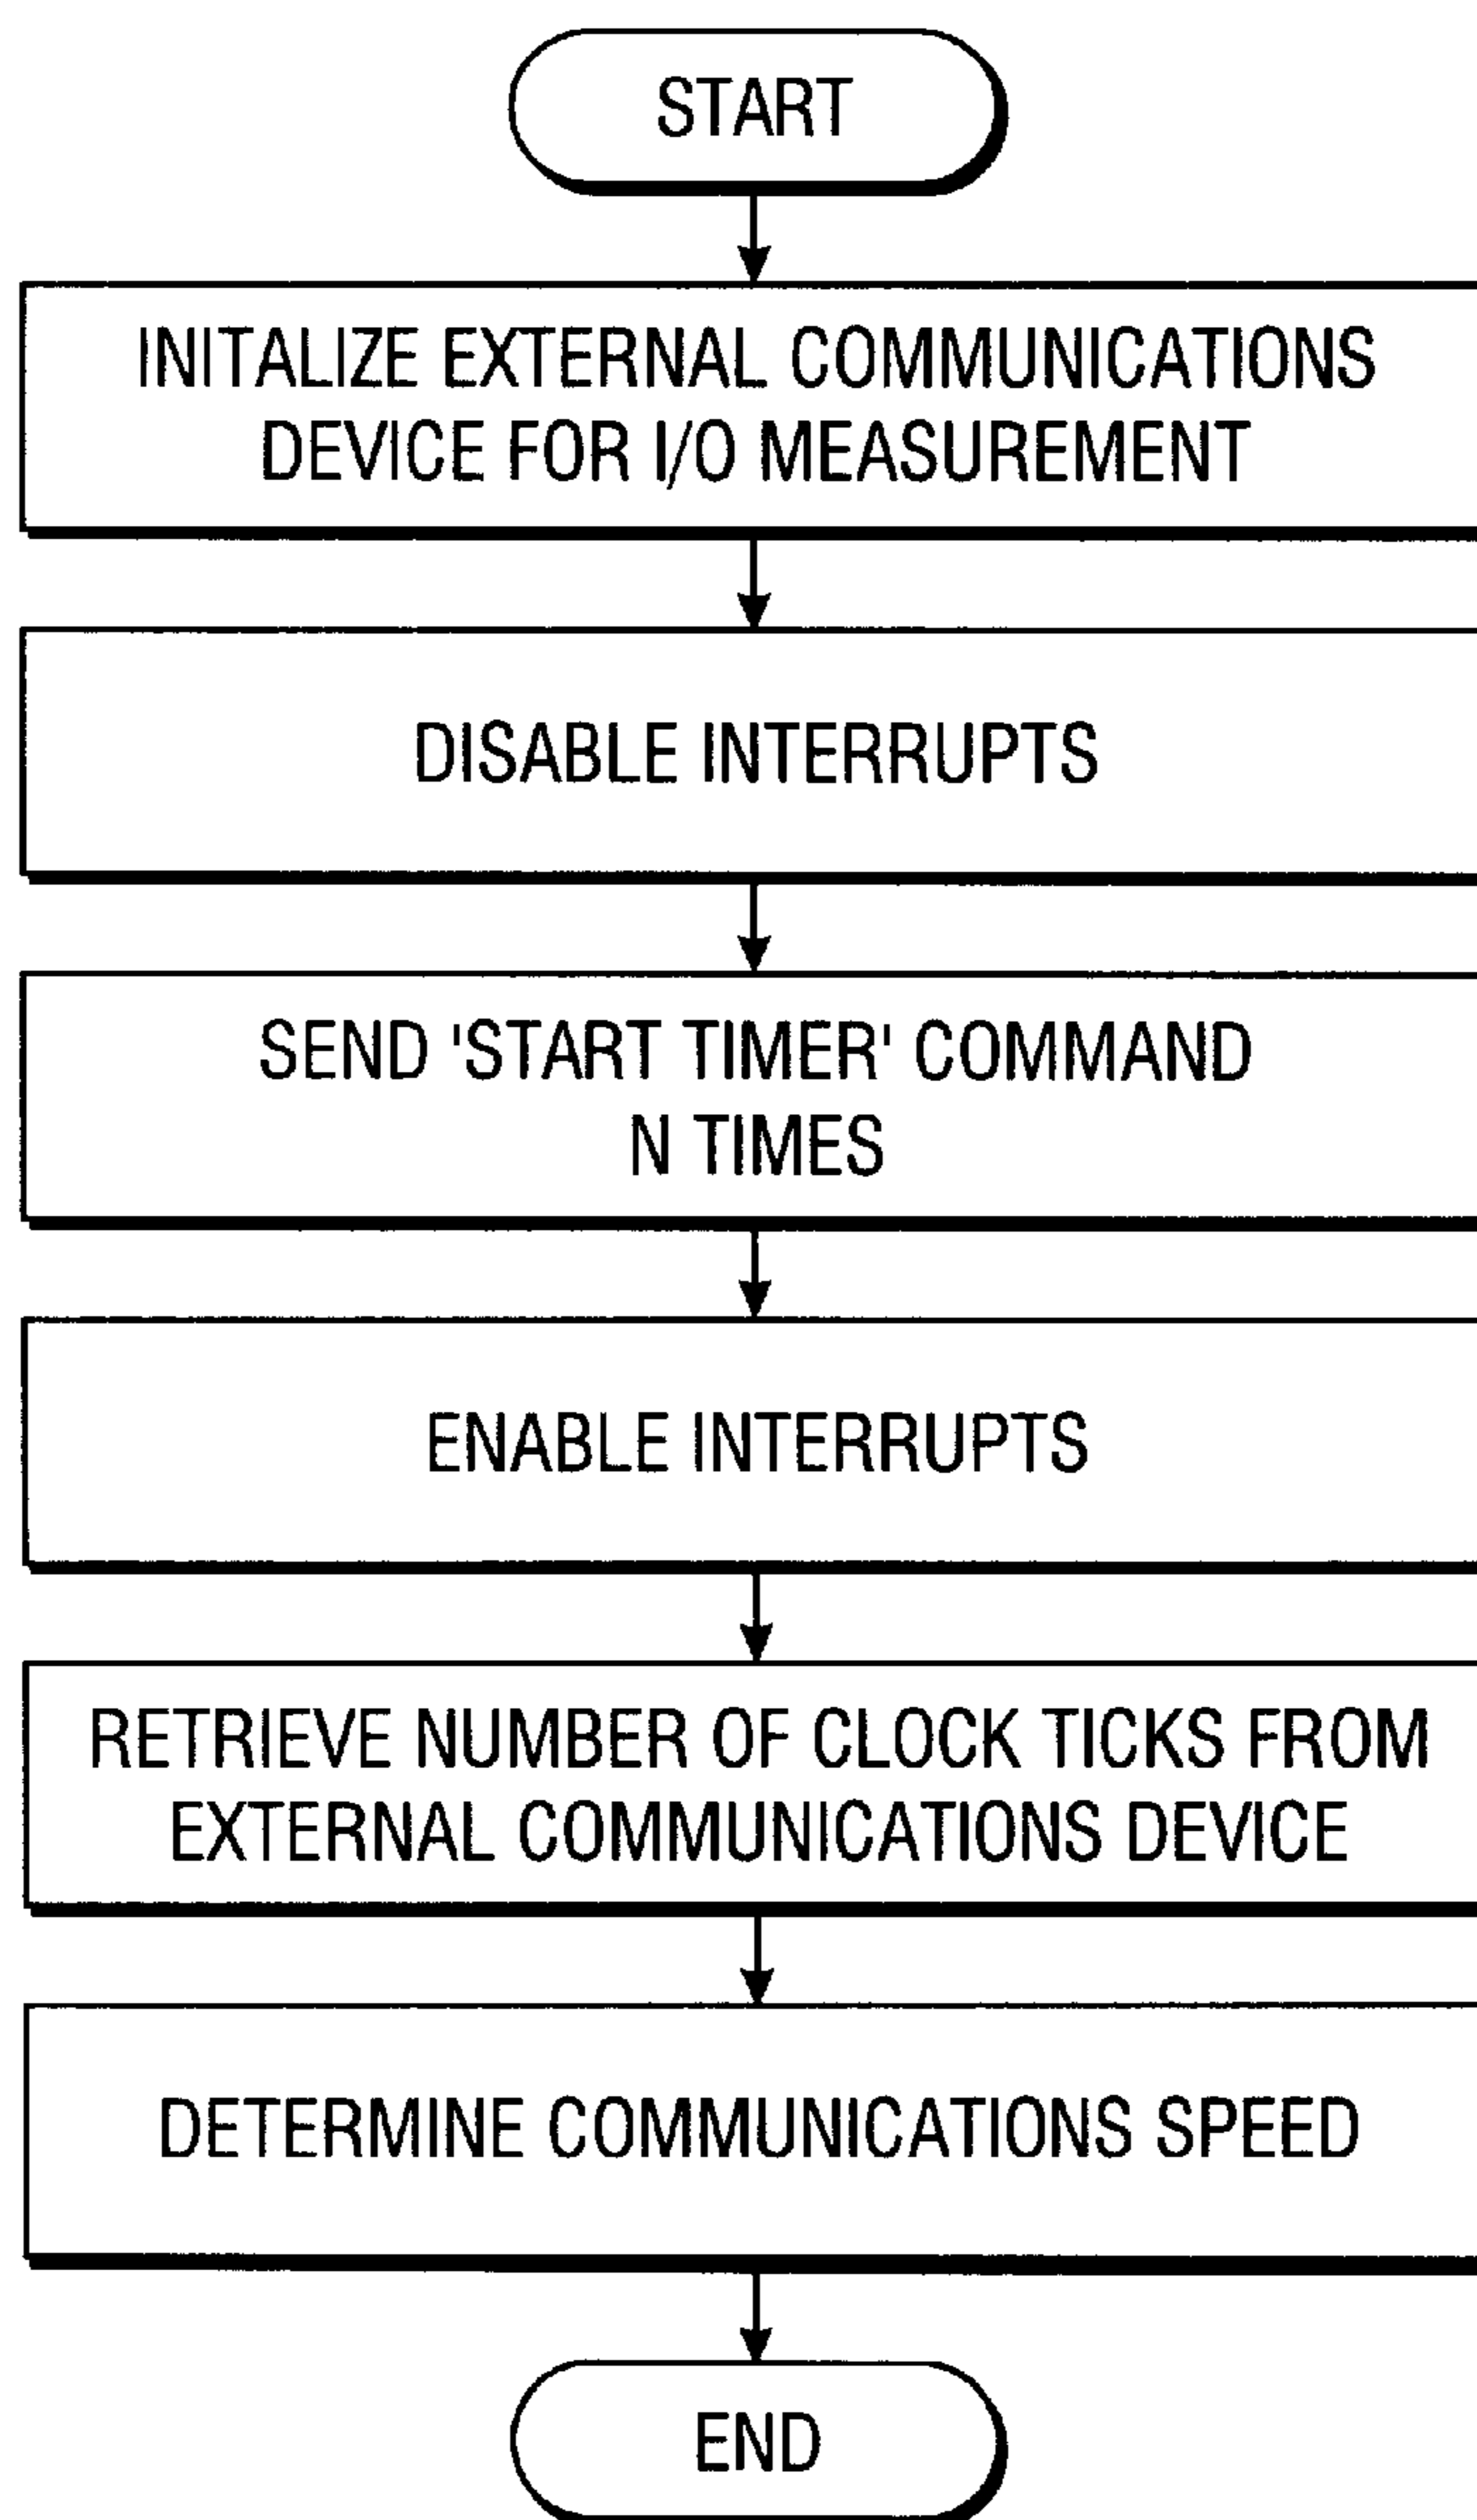 START
INITALIZE EXTERNAL COMMUNICATIONS
DEVICE FOR I/O MEASUREMENT
DISABLE INTERRUPTS
SEND 'START TIMER' COMMAND
N TIMES
ENABLE INTERRUPTS
RETRIEVE NUMBER OF CLOCK TICKS FROM
EXTERNAL COMMUNICATIONS DEVICE
DETERMINE COMMUNICATIONS SPEED
END